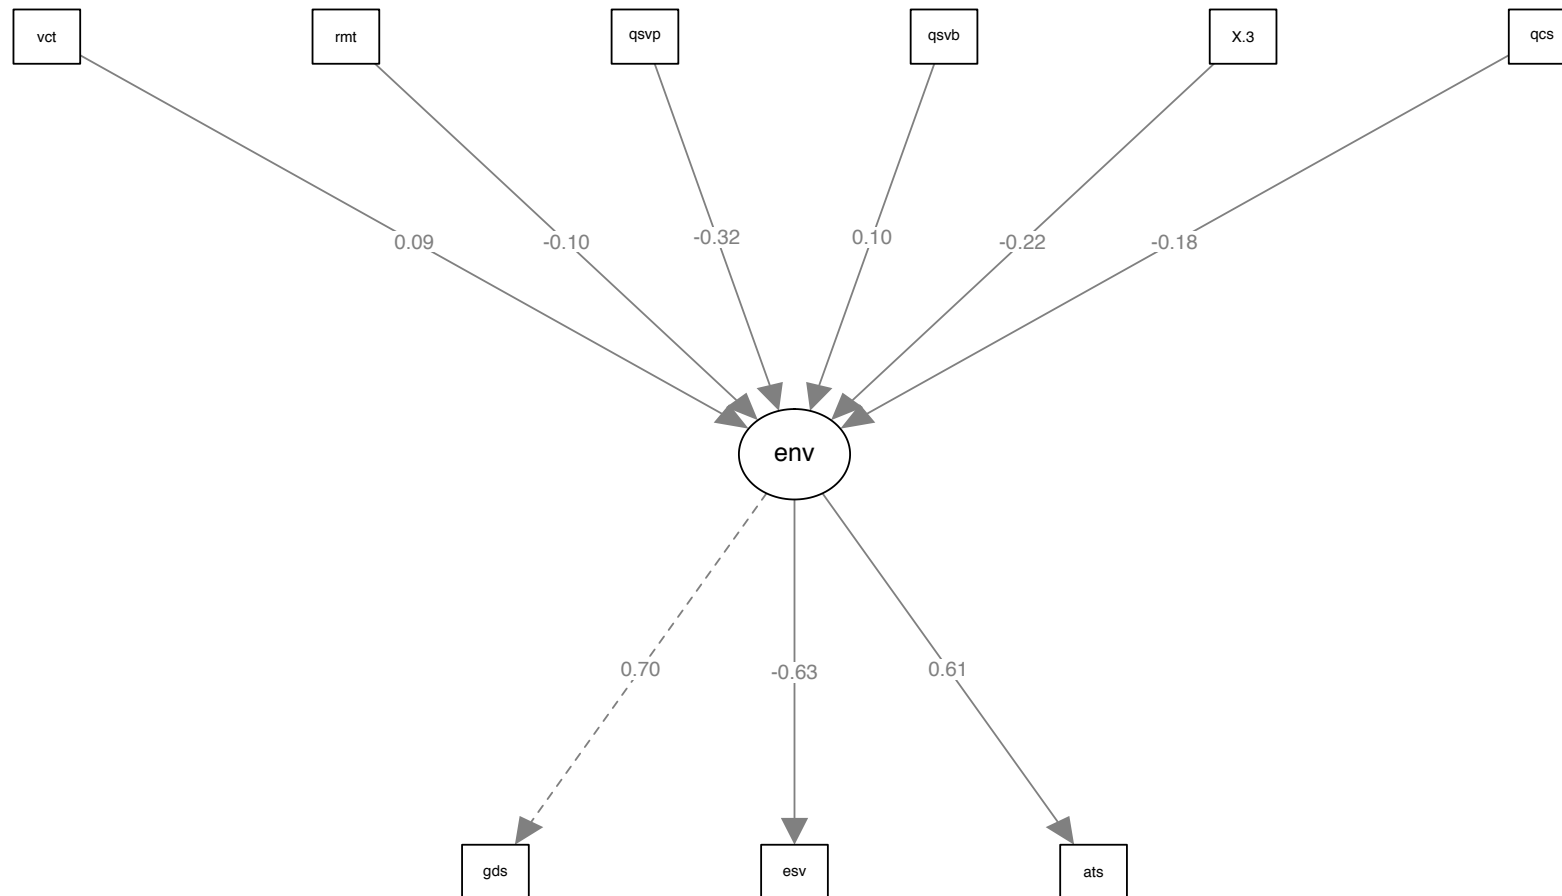 vct rmt qsvp qsvb X.3 qcs
0.09 -0.10 -0.32 0.10 -0.22 -0.18
env
0.70 -0.63 0.61
gds esv ats